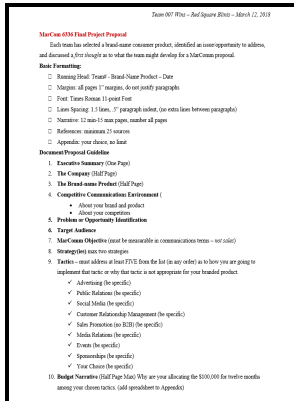 Team 007 Wins – Red-Square Blints – March 12, 2018
MarCom 6336 Final Project Proposal
Each team has selected a brand-name consumer product, identified an issue/opportunity to address,
and discussed a first thought as to what the team might develop for a MarComm proposal.
Basic Formatting:
☐ Running Head: Team# - Brand-Name Product – Date
☐ Margins: all pages 1" margins, do not justify paragraphs
☐ Font: Times Roman 11-point Font
☐ Lines Spacing: 1.5 lines, .5" paragraph indent, (no extra lines between paragraphs)
☐ Narrative: 12 min-15 max pages, number all pages
☐ References: minimum 25 sources
☐ Appendix: your choice, no limit
Document/Proposal Guideline
1. Executive Summary (One Page)
2. The Company (Half Page)
3. The Brand-name Product (Half Page)
4. Competitive Communications Environment (
• About your brand and product
• About your competitors
5. Problem or Opportunity Identification
6. Target Audience
7. MarComm Objective (must be measurable in communications terms – not sales)
8. Strategy(ies) max two strategies
9. Tactics – must address at least FIVE from the list (in any order) as to how you are going to
implement that tactic or why that tactic is not appropriate for your branded product.
✓ Advertising (be specific)
✓ Public Relations (be specific)
✓ Social Media (be specific)
✓ Customer Relationship Management (be specific)
✓ Sales Promotion (no B2B) (be specific)
✓ Media Relations (be specific)
✓ Events (be specific)
✓ Sponsorships (be specific)
✓ Your Choice (be specific)
10. Budget Narrative (Half Page Max) Why are your allocating the $100,000 for twelve months
among your chosen tactics. (add spreadsheet to Appendix)